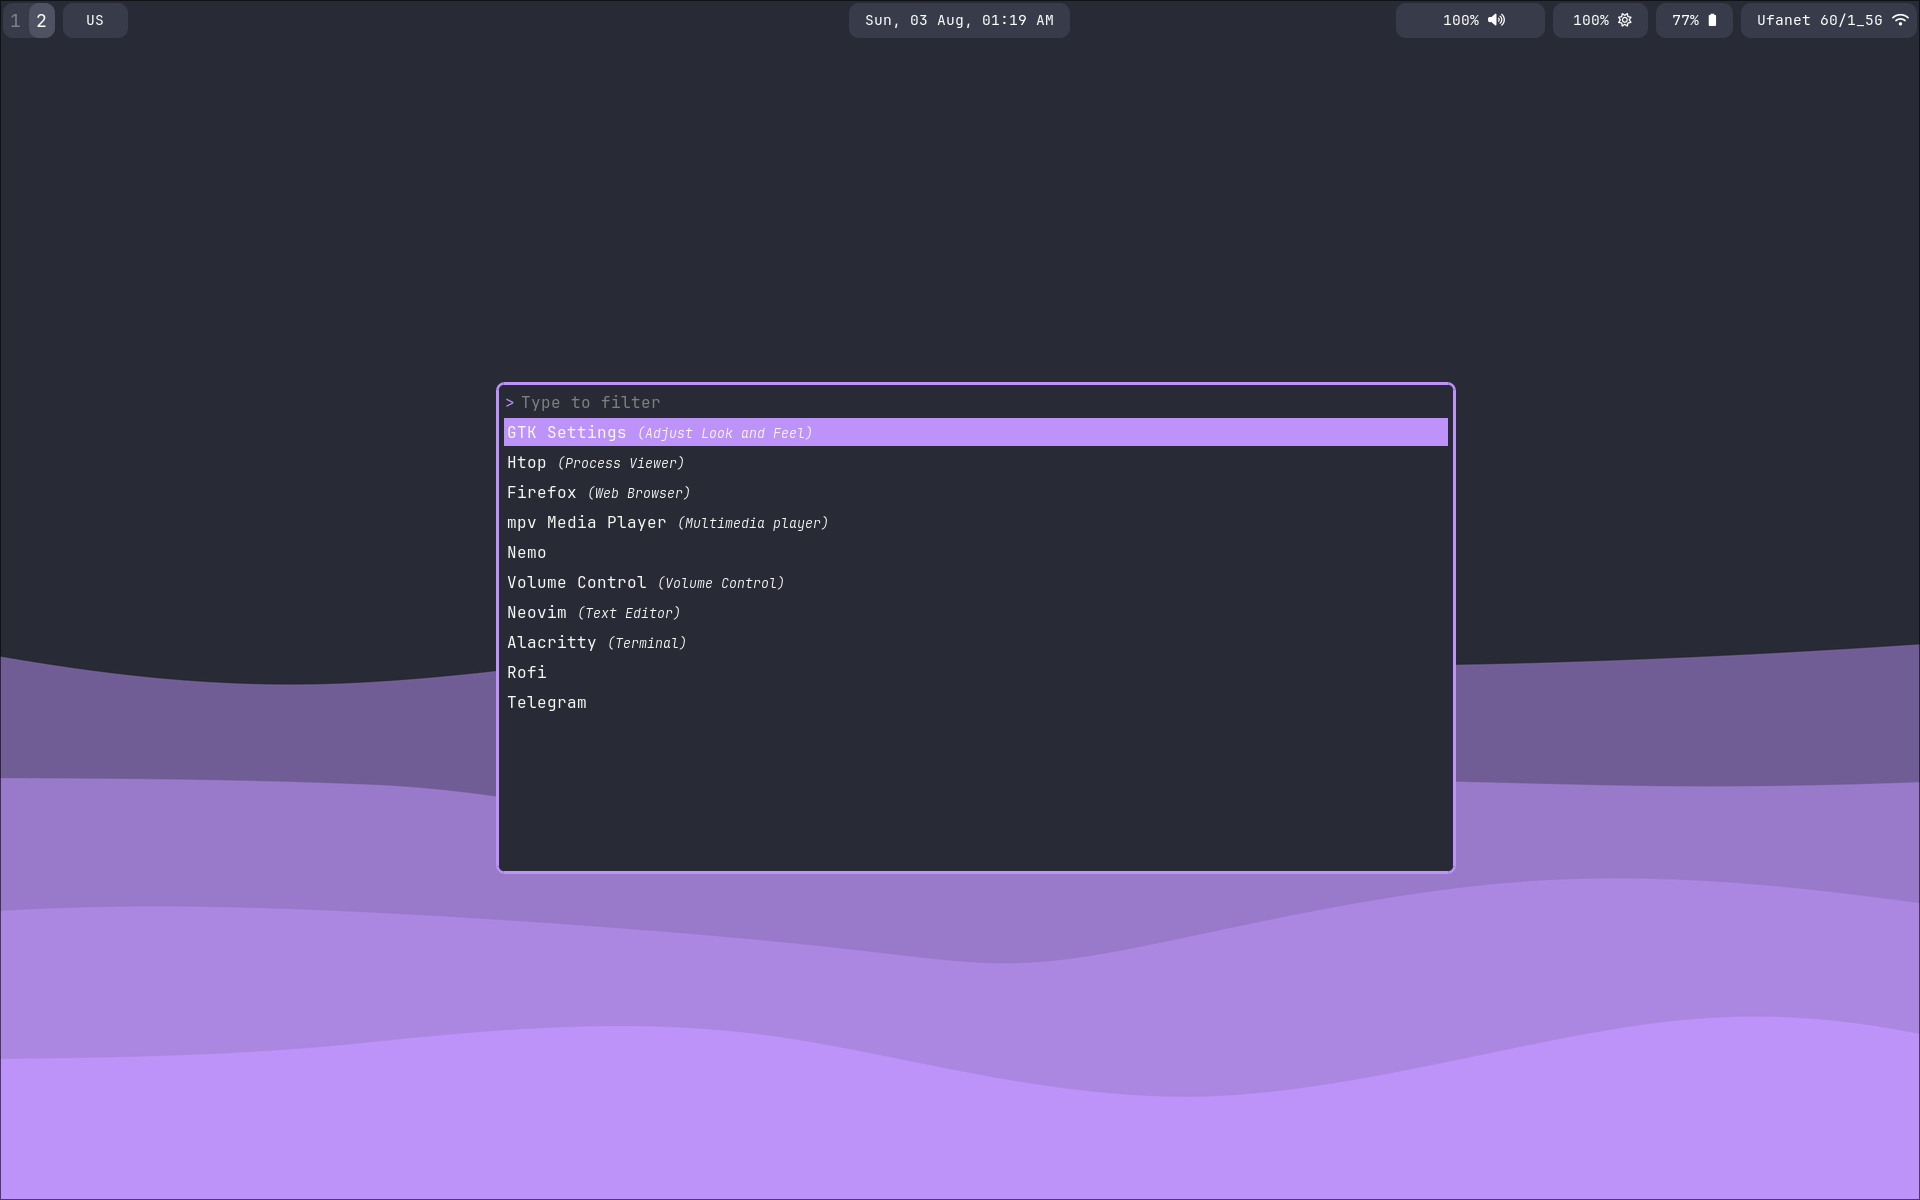 1 2 US Sun, 03 Aug, 01:19 AM 100% 100% 77% Ufanet 60/1_5G
> Type to filter
GTK Settings (Adjust Look and Feel)
Htop (Process Viewer)
Firefox (Web Browser)
mpv Media Player (Multimedia player)
Nemo
Volume Control (Volume Control)
Neovim (Text Editor)
Alacritty (Terminal)
Rofi
Telegram